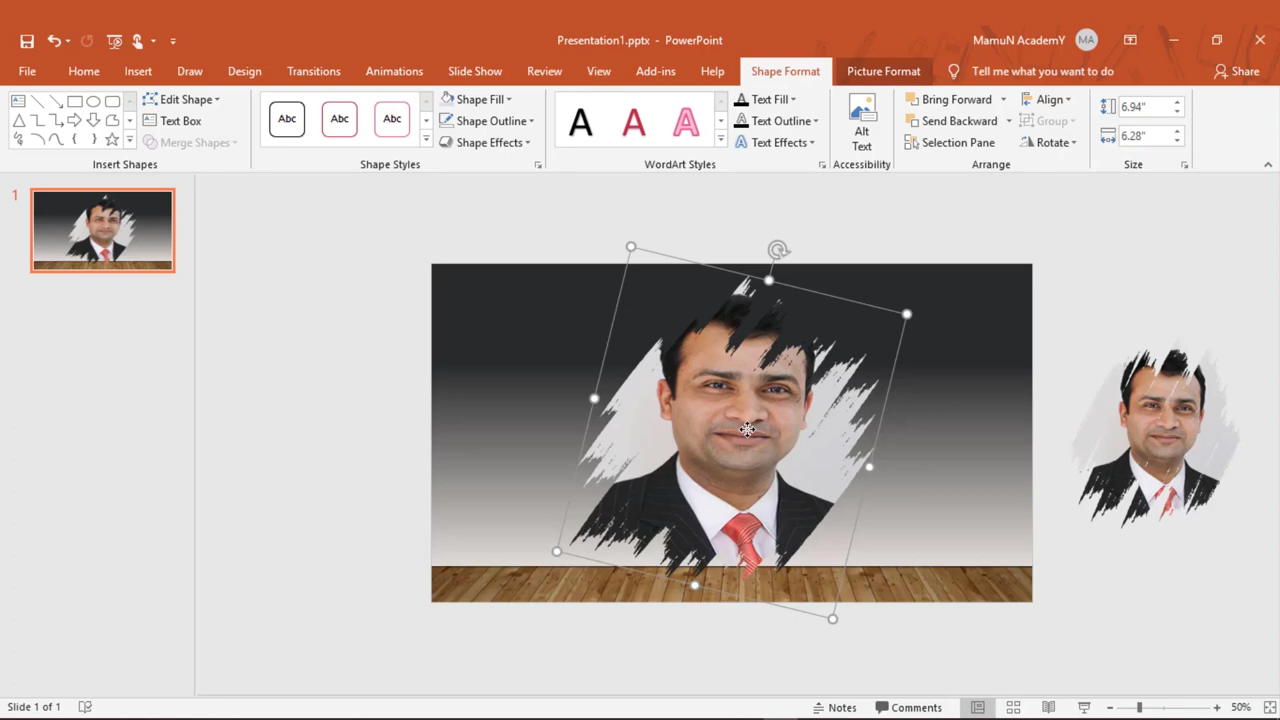 Presentation1.pptx - PowerPoint
MamuN AcademY
MA
File
Home
Insert
Draw
Design
Transitions
Animations
Slide Show
Review
View
Add-ins
Help
Shape Format
Picture Format
Tell me what you want to do
Share
Edit Shape
Text Box
Merge Shapes
Insert Shapes
Abc
Abc
Abc
Shape Fill
Shape Outline
Shape Effects
Shape Styles
A
A
A
Text Fill
Text Outline
Text Effects
WordArt Styles
Alt
Text
Accessibility
Bring Forward
Send Backward
Selection Pane
Align
Group
Rotate
Arrange
6.94"
6.28"
Size
1
Slide 1 of 1
Notes
Comments
50%